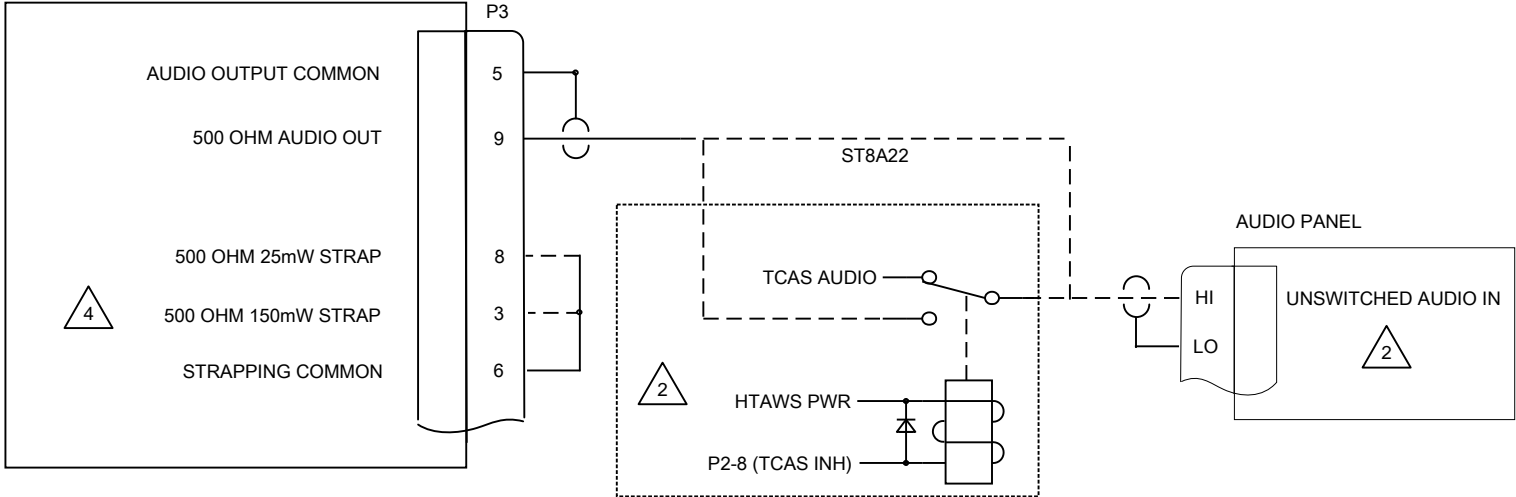 P3
AUDIO OUTPUT COMMON 5
500 OHM AUDIO OUT 9
ST8A22
AUDIO PANEL
500 OHM 25mW STRAP 8
TCAS AUDIO
HI UNSWITCHED AUDIO IN
4 500 OHM 150mW STRAP 3
LO 2
STRAPPING COMMON 6
2
HTAWS PWR
P2-8 (TCAS INH)